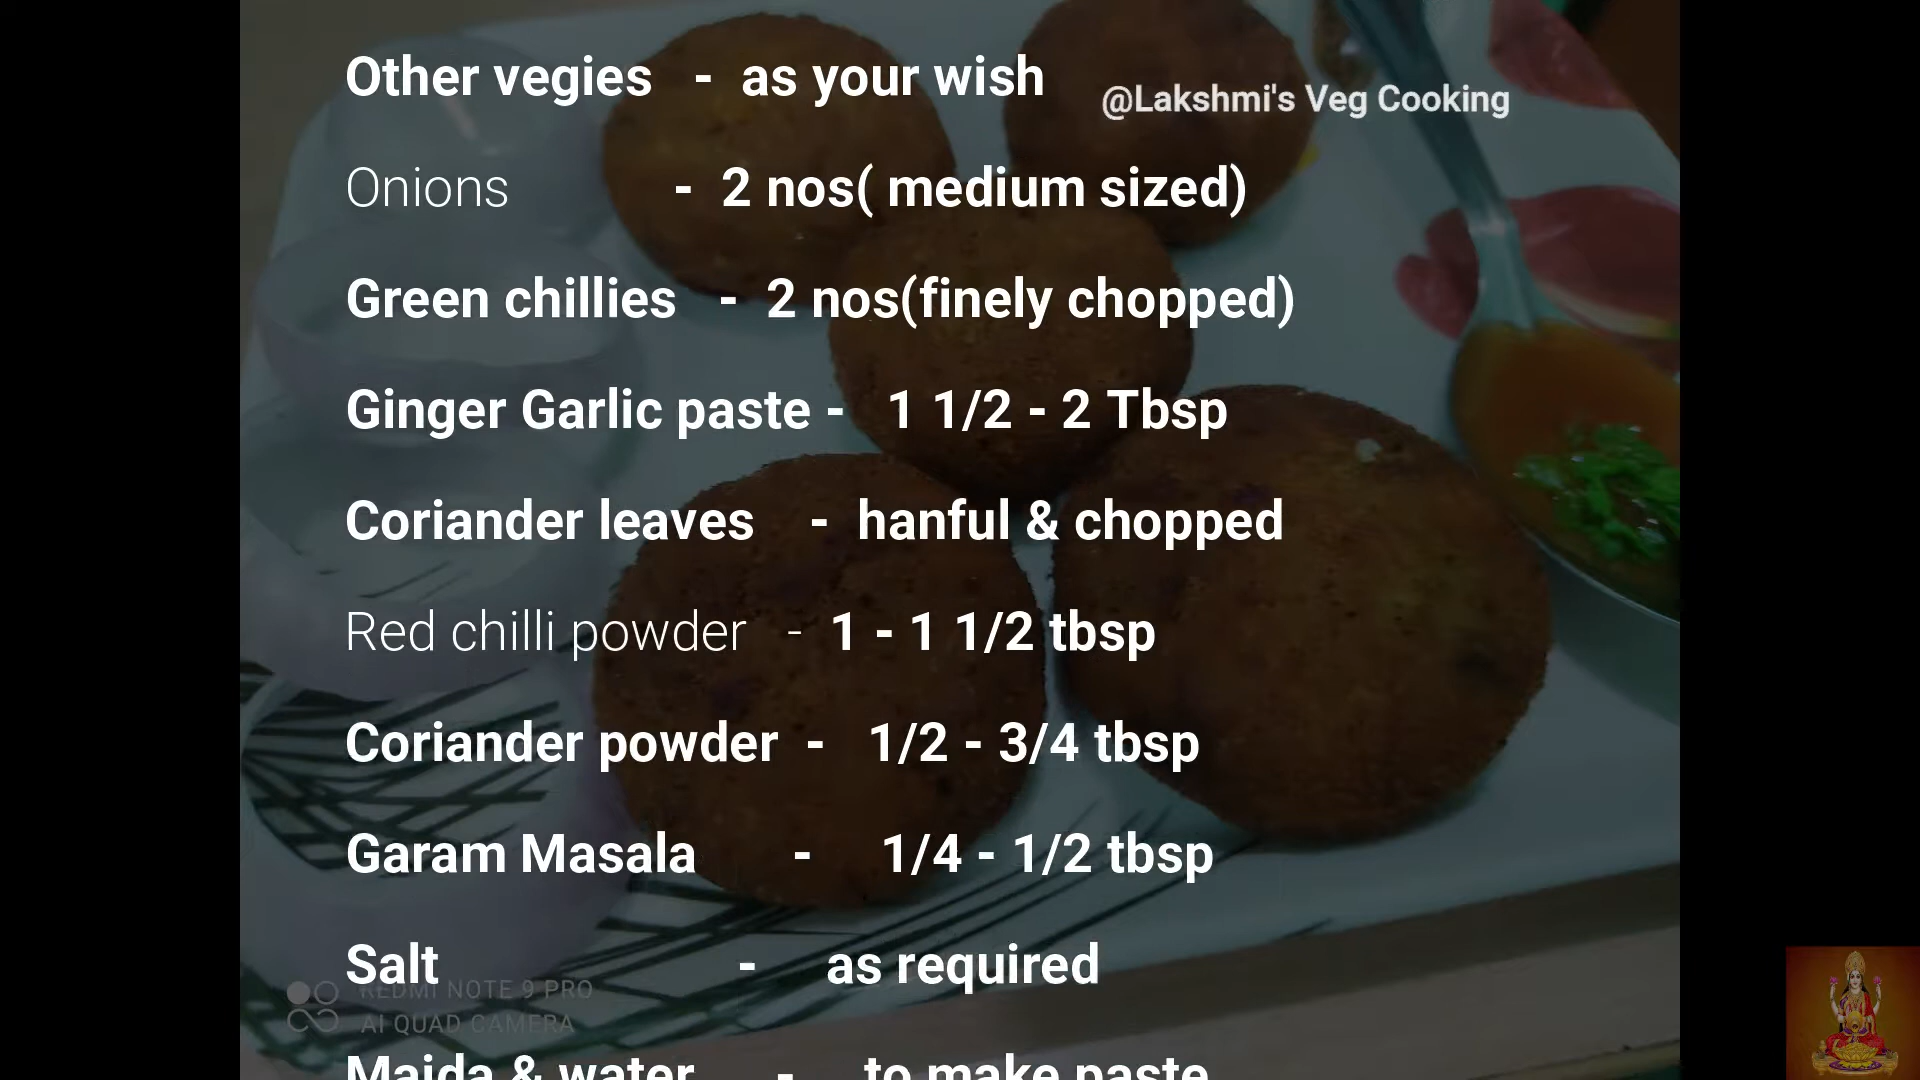 Other vegies - as your wish
@Lakshmi's Veg Cooking
Onions - 2 nos( medium sized)
Green chillies - 2 nos(finely chopped)
Ginger Garlic paste - 1 1/2 - 2 Tbsp
Coriander leaves - hanful & chopped
Red chilli powder - 1 - 1 1/2 tbsp
Coriander powder - 1/2 - 3/4 tbsp
Garam Masala - 1/4 - 1/2 tbsp
Salt - as required
REDMI NOTE 9 PRO
AI QUAD CAMERA
Maida & water - to make paste